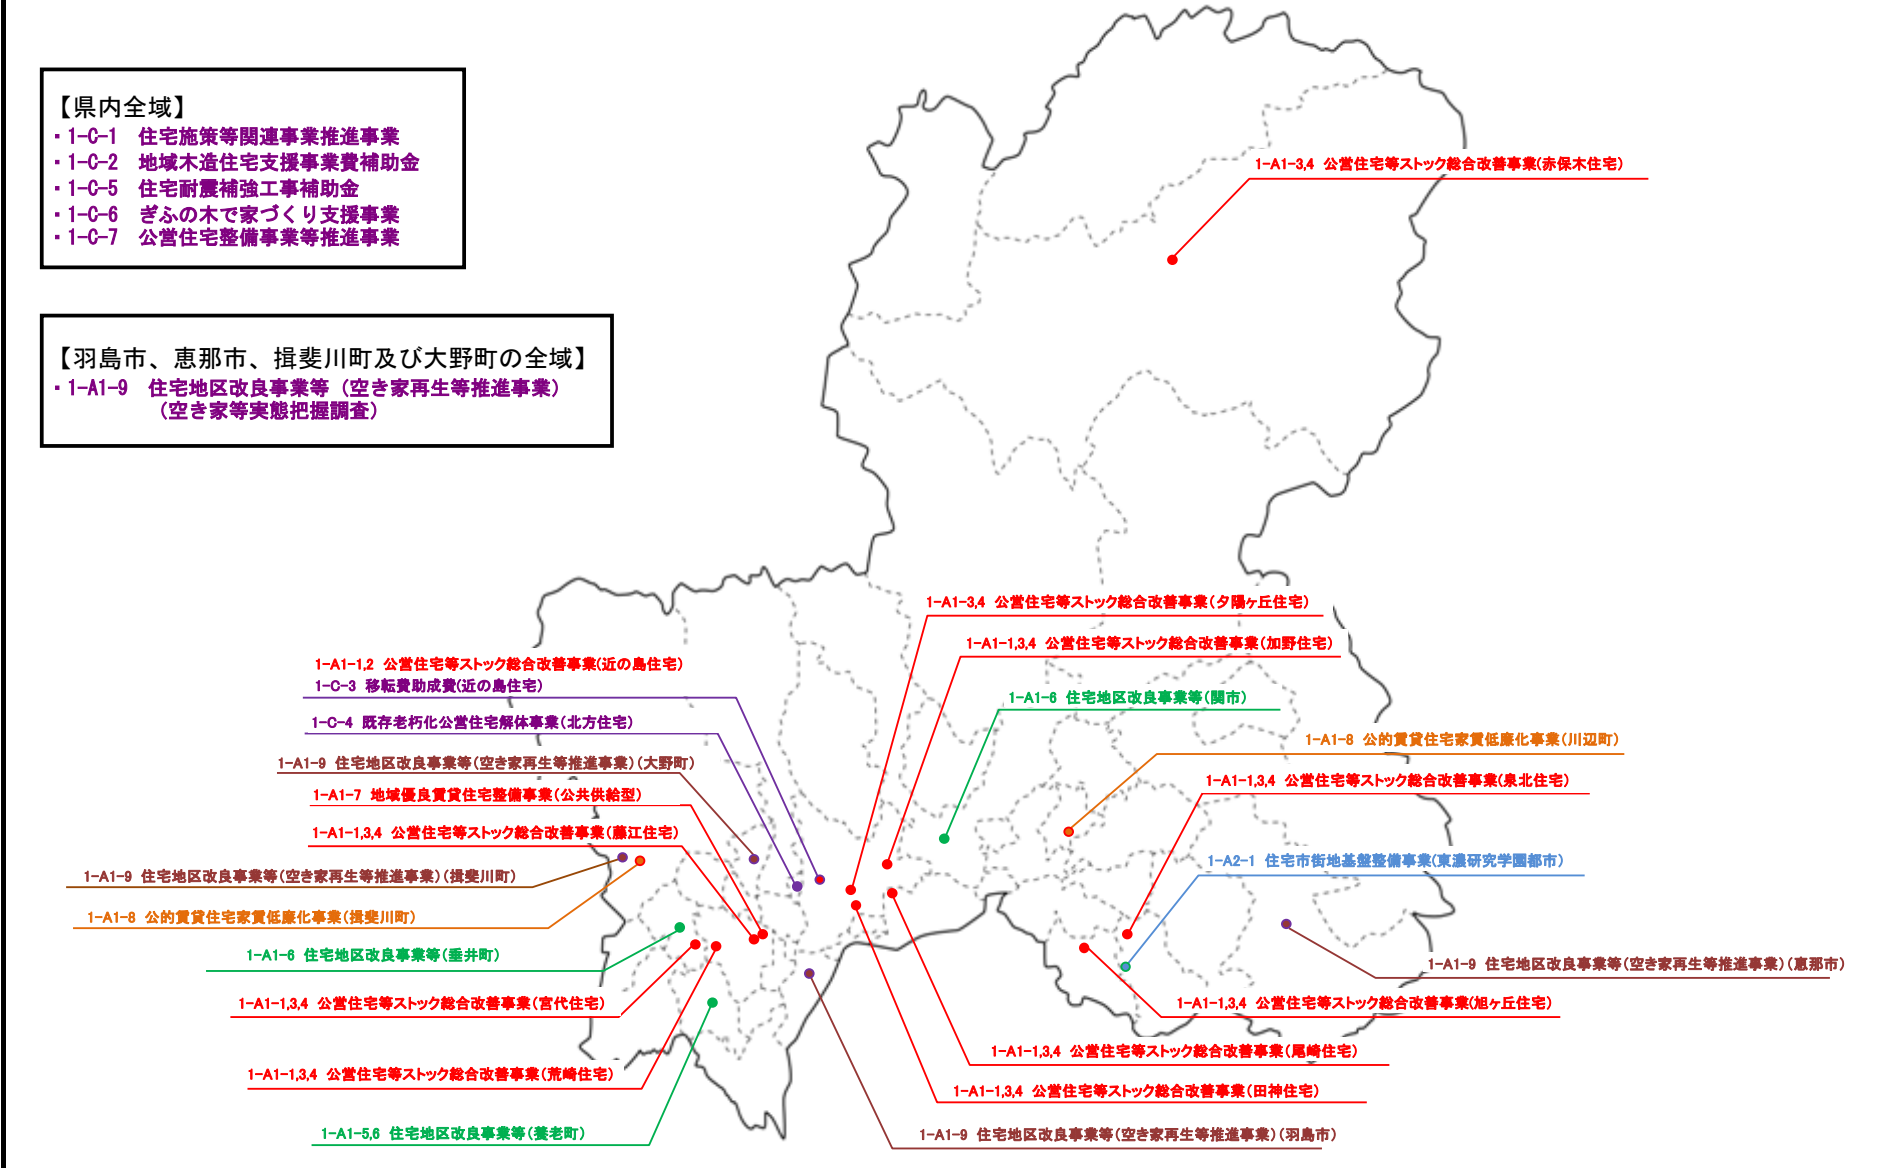 【県内全域】
・1-C-1 住宅施策等関連事業推進事業
・1-C-2 地域木造住宅支援事業費補助金
・1-C-5 住宅耐震補強工事補助金
・1-C-6 ぎふの木で家づくり支援事業
・1-C-7 公営住宅整備事業等推進事業
【羽島市、恵那市、揖斐川町及び大野町の全域】
・1-A1-9 住宅地区改良事業等（空き家再生等推進事業）
（空き家等実態把握調査）
1-A1-3,4 公営住宅等ストック総合改善事業(赤保木住宅)
1-A1-3,4 公営住宅等ストック総合改善事業(夕陽ヶ丘住宅)
1-A1-1,3,4 公営住宅等ストック総合改善事業(加野住宅)
1-A1-6 住宅地区改良事業等(関市)
1-A1-8 公的賃貸住宅家賃低廉化事業(川辺町)
1-A1-1,3,4 公営住宅等ストック総合改善事業(泉北住宅)
1-A2-1 住宅市街地基盤整備事業(東濃研究学園都市)
1-A1-9 住宅地区改良事業等(空き家再生等推進事業)(恵那市)
1-A1-1,3,4 公営住宅等ストック総合改善事業(旭ヶ丘住宅)
1-A1-1,3,4 公営住宅等ストック総合改善事業(尾崎住宅)
1-A1-1,3,4 公営住宅等ストック総合改善事業(田神住宅)
1-A1-9 住宅地区改良事業等(空き家再生等推進事業)(羽島市)
1-A1-1,2 公営住宅等ストック総合改善事業(近の島住宅)
1-C-3 移転費助成費(近の島住宅)
1-C-4 既存老朽化公営住宅解体事業(北方住宅)
1-A1-9 住宅地区改良事業等(空き家再生等推進事業)(大野町)
1-A1-7 地域優良賃貸住宅整備事業(公共供給型)
1-A1-1,3,4 公営住宅等ストック総合改善事業(藤江住宅)
1-A1-9 住宅地区改良事業等(空き家再生等推進事業)(揖斐川町)
1-A1-8 公的賃貸住宅家賃低廉化事業(揖斐川町)
1-A1-6 住宅地区改良事業等(垂井町)
1-A1-1,3,4 公営住宅等ストック総合改善事業(宮代住宅)
1-A1-1,3,4 公営住宅等ストック総合改善事業(荒崎住宅)
1-A1-5,6 住宅地区改良事業等(養老町)